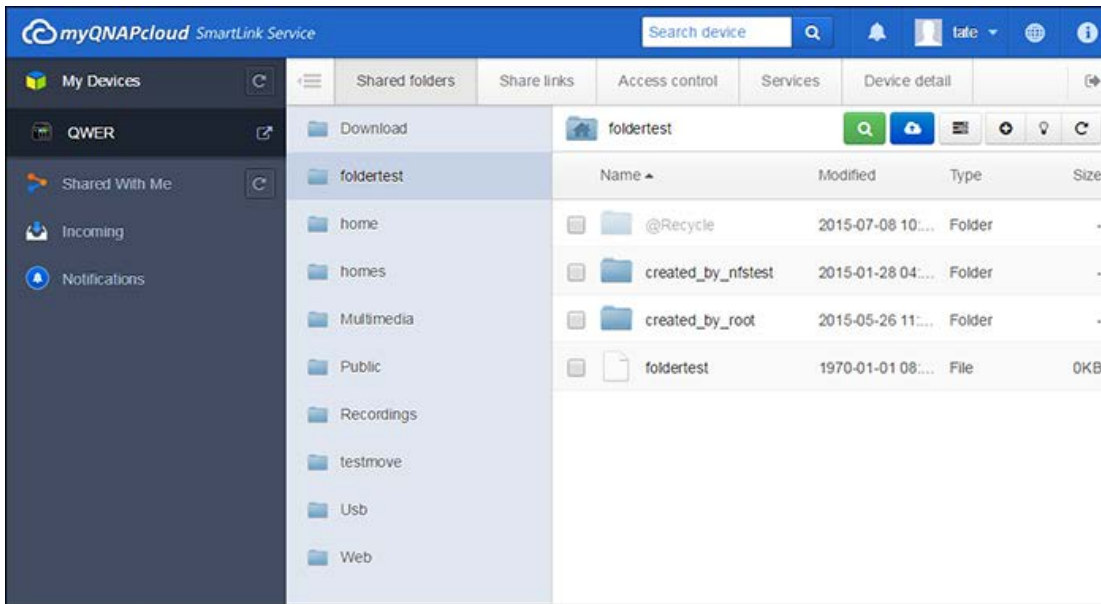 myQNAPcloud SmartLink Service
Search device
tate
My Devices
QWER
Shared With Me
Incoming
Notifications
Shared folders Share links Access control Services Device detail
Download
foldertest
home
homes
Multimedia
Public
Recordings
testmove
Usb
Web
foldertest
Name Modified Type Size
@Recycle 2015-07-08 10:... Folder -
created_by_nfstest 2015-01-28 04:... Folder -
created_by_root 2015-05-26 11:... Folder -
foldertest 1970-01-01 08:... File 0KB